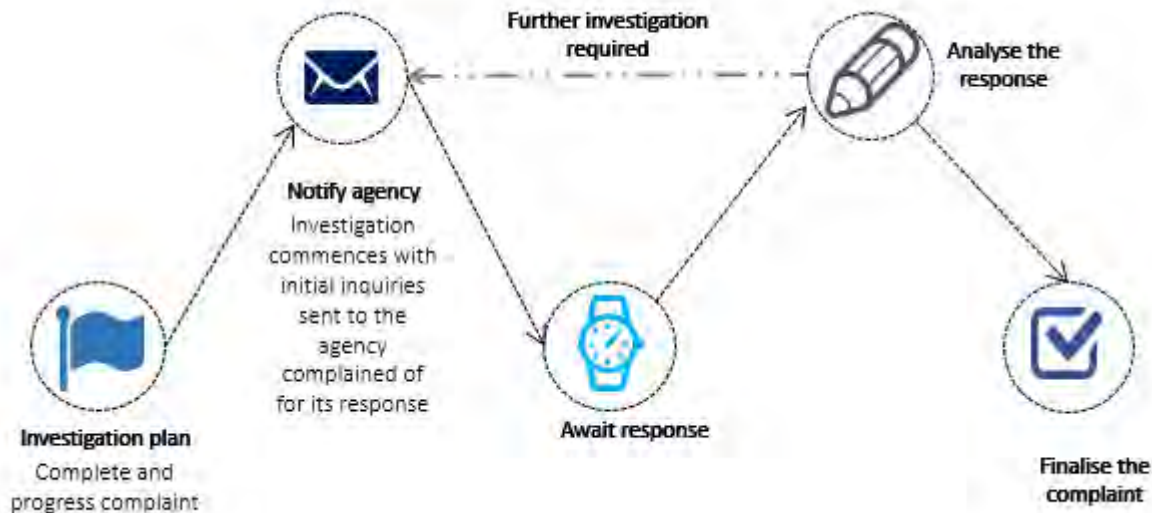 Investigation plan
Complete and
progress complaint
Notify agency
Investigation
commences with
initial inquiries
sent to the
agency
complained of
for its response
Await response
Further investigation
required
Analyse the
response
Finalise the
complaint